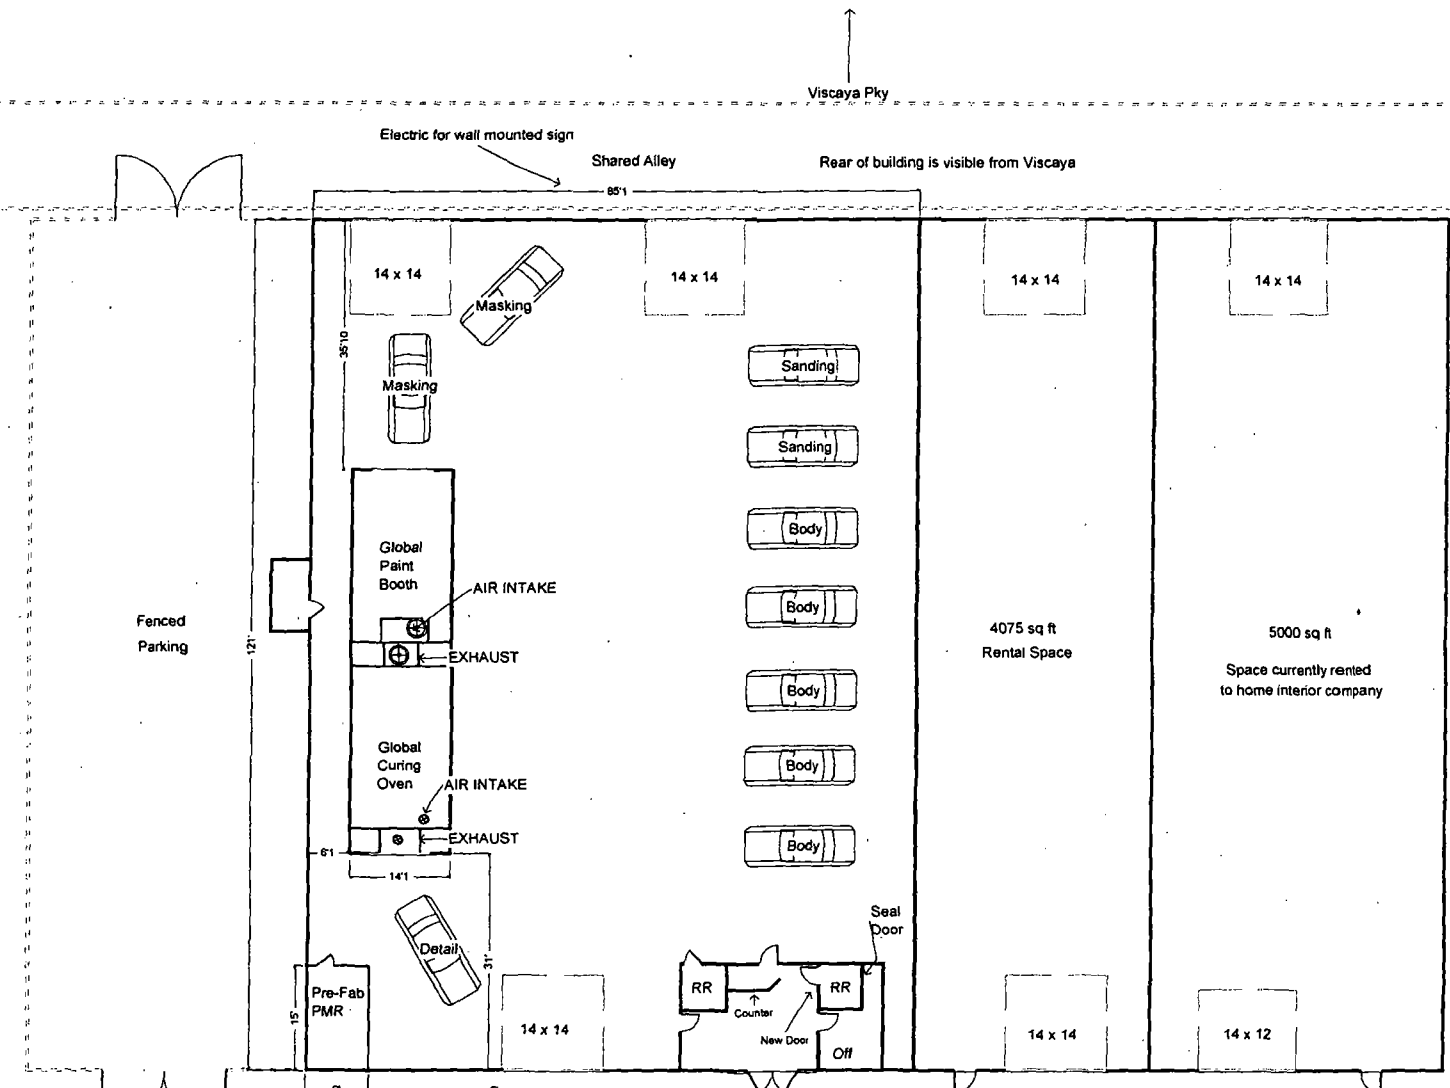 Viscaya Pky
Electric for wall mounted sign
Shared Alley
Rear of building is visible from Viscaya
85'1
14 x 14
14 x 14
14 x 14
14 x 14
Masking
35'10
Masking
Sanding
Sanding
Body
Global
Paint
Booth
AIR INTAKE
Body
Fenced
Parking
121'
EXHAUST
4075 sq ft
Rental Space
5000 sq ft
Space currently rented
to home interior company
Body
Global
Curing
Oven
AIR INTAKE
Body
EXHAUST
Body
6'1
14'1
Seal
Door
Detail
31'
Pre-Fab
PMR
15'
RR
Counter
RR
New Door
Off
14 x 14
14 x 14
14 x 12